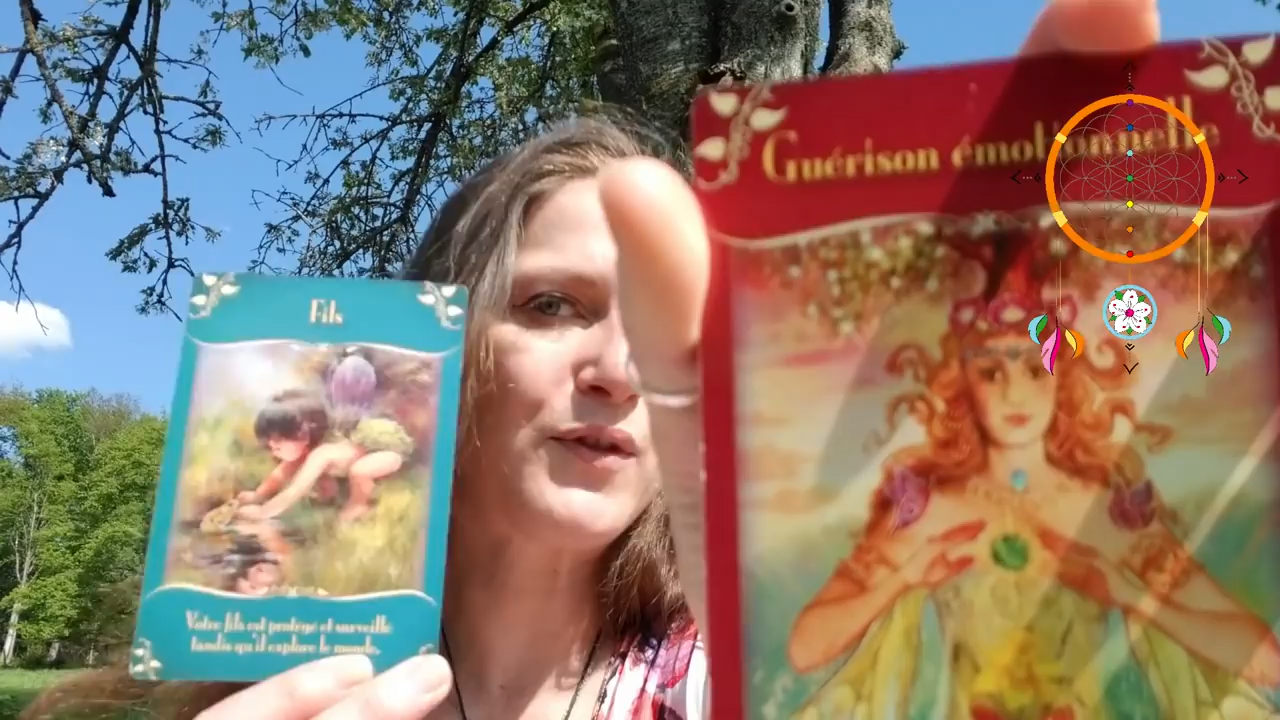 Fils
Votre fils est protégé et surveillé
tandis qu'il explore le monde.
Guérison émotionnelle